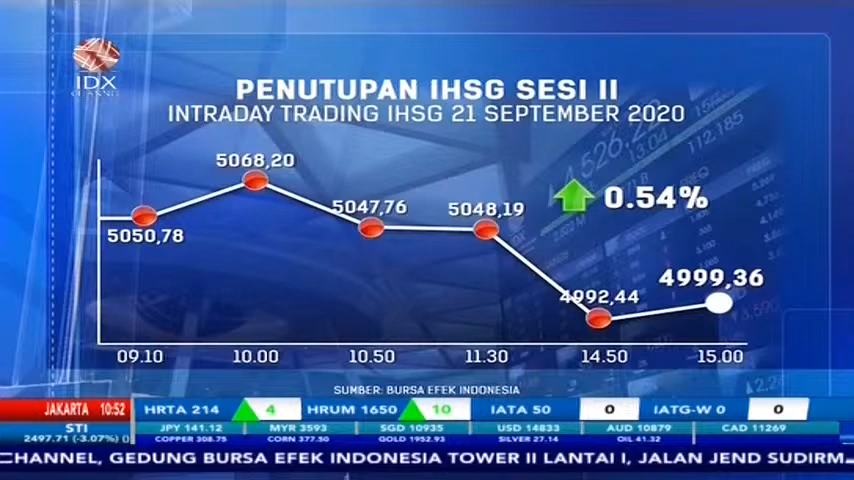 IDX
CHANNEL
PENUTUPAN IHSG SESI II
INTRADAY TRADING IHSG 21 SEPTEMBER 2020
5068,20
5050,78
5047,76
5048,19
0.54%
4992,44
4999,36
09.10 10.00 10.50 11.30 14.50 15.00
SUMBER: BURSA EFEK INDONESIA
JAKARTA 10:52 HRTA 214 4 HRUM 1650 10 IATA 50 0 IATG-W 0 0
STI JPY 141.12 MYR 3593 SGD 10935 USD 14833 AUD 10879 CAD 11269
2497.71 (-3.07%) 0 COPPER 308.75 CORN 377.50 GOLD 1952.93 SILVER 27.14 OIL 41.32
CHANNEL, GEDUNG BURSA EFEK INDONESIA TOWER II LANTAI I, JALAN JEND SUDIRM